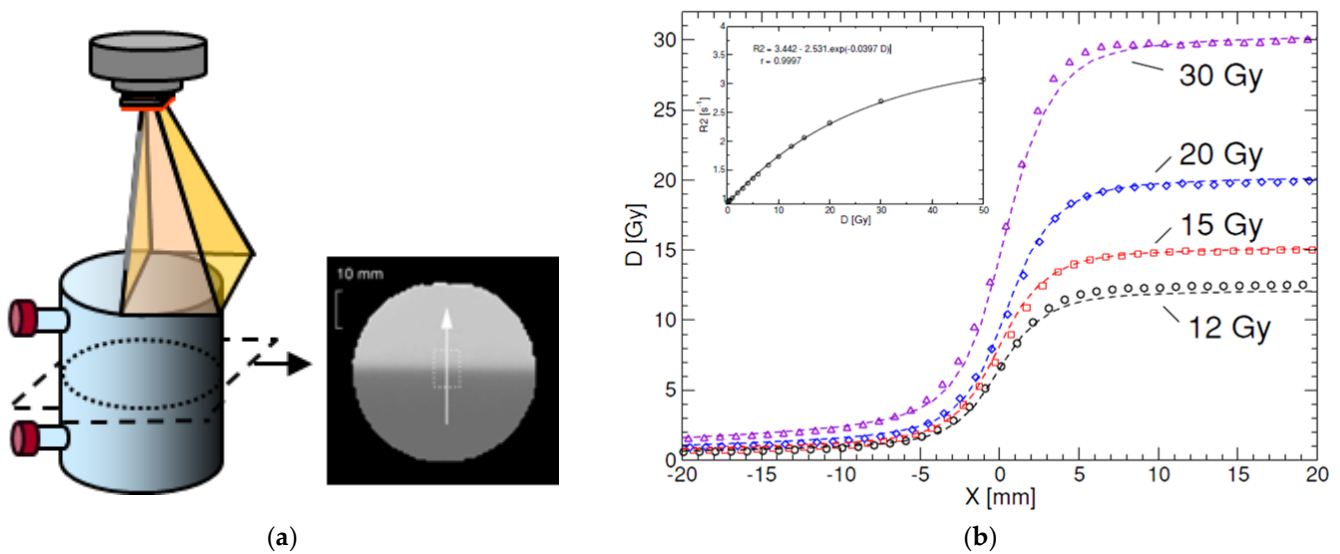 10 mm
(a)
R2 = 3.442 - 2.531.exp(-0.0397 D)
r = 0.9997
4
3.5
3
2.5
2
1.5
R2 [s⁻¹]
0 10 20 30 40 50
D [Gy]
30 Gy
20 Gy
15 Gy
12 Gy
30
25
20
15
10
5
0
D [Gy]
-20 -15 -10 -5 0 5 10 15 20
X [mm]
(b)